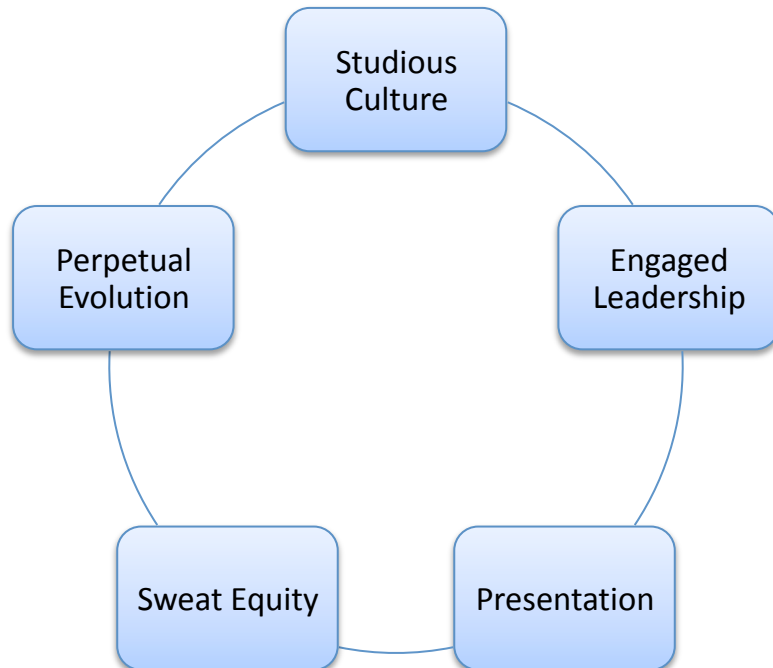 Studious
Culture
Engaged
Leadership
Presentation
Sweat Equity
Perpetual
Evolution